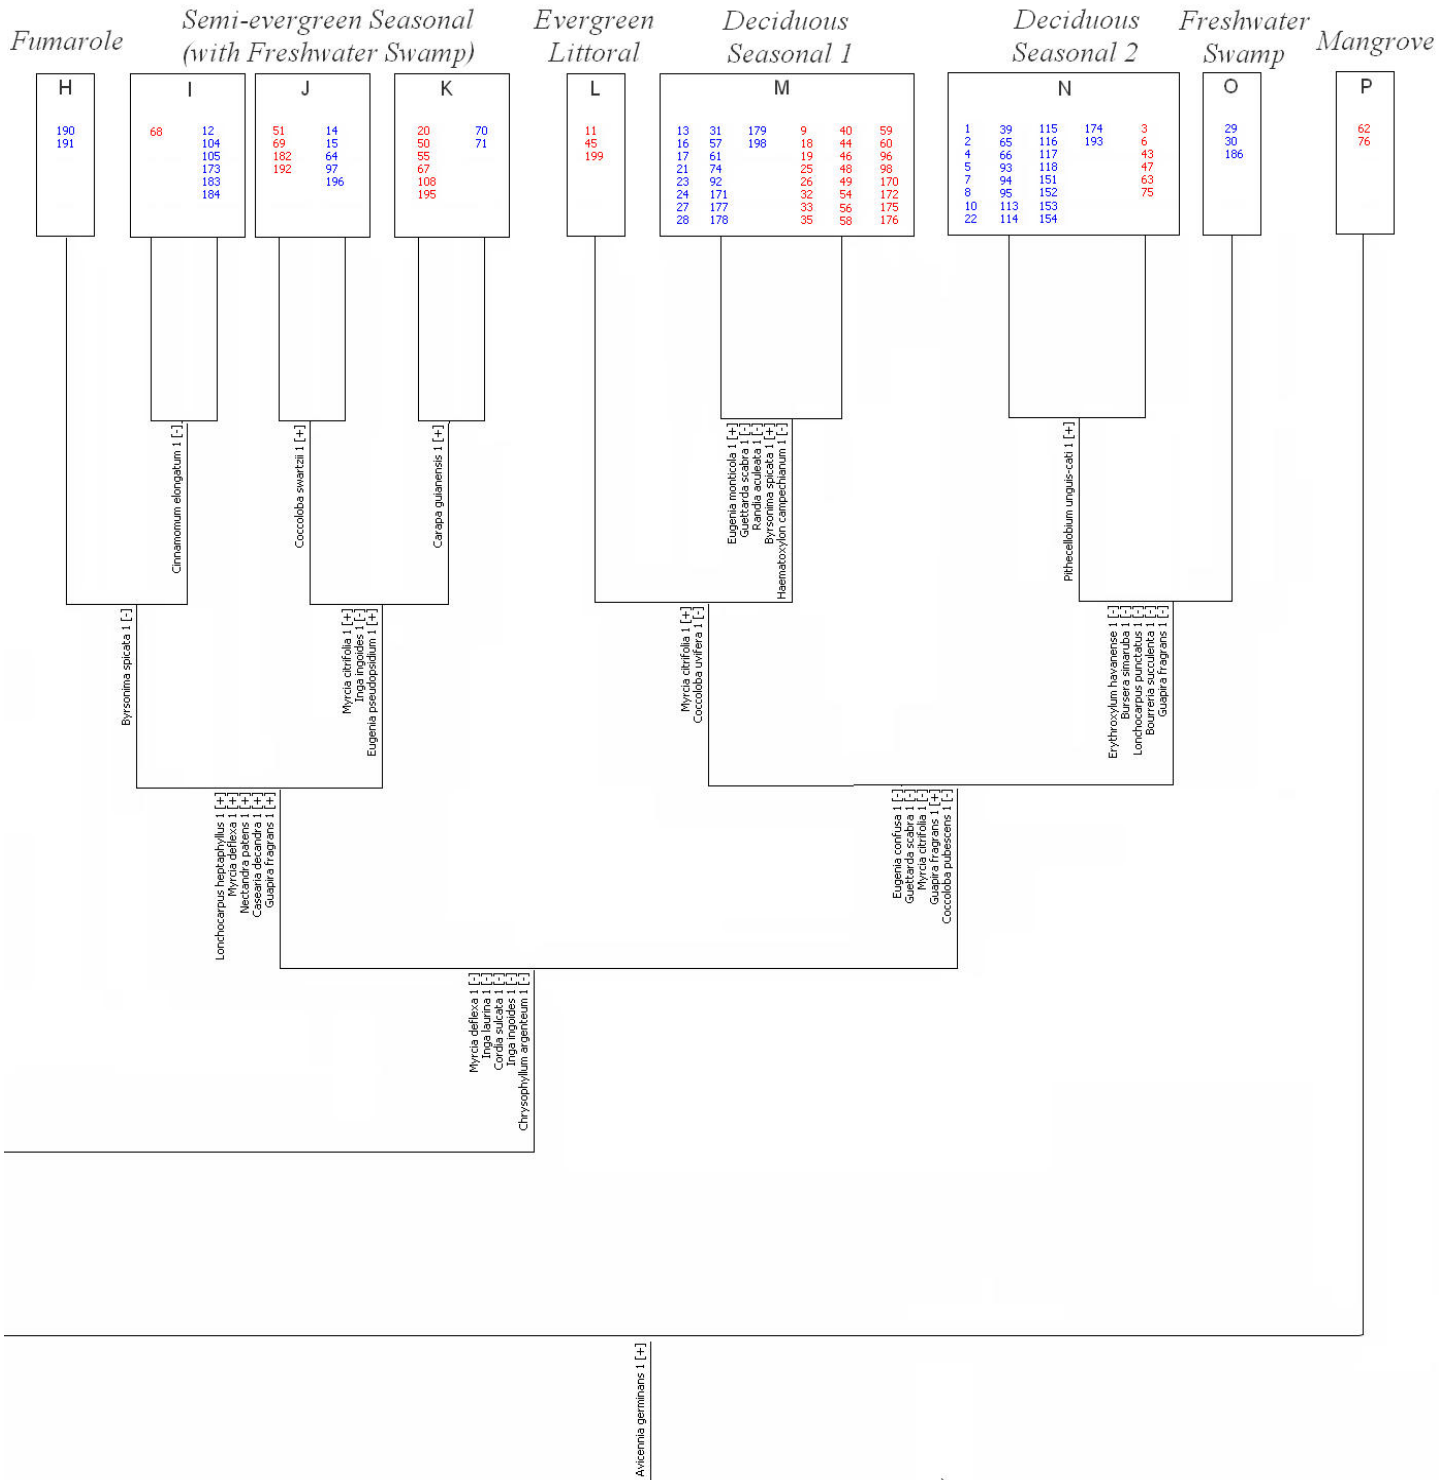 Fumarole
Semi-evergreen Seasonal
(with Freshwater Swamp)
Evergreen
Littoral
Deciduous
Seasonal 1
Deciduous
Seasonal 2
Freshwater
Swamp
Mangrove
H
190
191
I
68 12
104
105
173
183
184
J
51 14
69 15
182 64
192 97
196
K
20 70
50 71
55
67
108
195
L
11
45
199
M
13 31 179 9 40 59
16 57 198 18 44 60
17 61 19 46 96
21 74 25 48 98
23 92 26 49 170
24 171 32 54 172
27 177 33 56 175
28 178 35 58 176
N
1 39 115 174 3
2 65 116 193 6
4 66 117 43
5 93 118 47
7 94 151 63
8 95 152 75
10 113 153
22 114 154
O
29
30
186
P
62
76
Cinnamomum elongatum 1 [-]
Coccoloba swartzii 1 [+]
Carapa guianensis 1 [+]
Eugenia monticola 1 [+]
Guettarda scabra 1 [-]
Randia aculeata 1 [-]
Byrsonima spicata 1 [+]
Haematoxylon campechianum 1 [-]
Pithecellobium unguis-cati 1 [+]
Byrsonima spicata 1 [-]
Myrcia citrifolia 1 [+]
Inga ingoides 1 [-]
Eugenia pseudopsidium 1 [+]
Myrcia citrifolia 1 [+]
Coccoloba uvifera 1 [-]
Erythroxylum havanense 1 [-]
Bursera simaruba 1 [-]
Lonchocarpus punctatus 1 [-]
Bourreria succulenta 1 [-]
Guapira fragrans 1 [-]
Lonchocarpus heptaphyllus 1 [+]
Myrcia deflexa 1 [+]
Nectandra patens 1 [+]
Casearia decandra 1 [+]
Guapira fragrans 1 [+]
Eugenia confusa 1 [-]
Guettarda scabra 1 [-]
Myrcia citrifolia 1 [-]
Guapira fragrans 1 [+]
Coccoloba pubescens 1 [-]
Myrcia deflexa 1 [-]
Inga laurina 1 [-]
Cordia sulcata 1 [-]
Inga ingoides 1 [-]
Chrysophyllum argenteum 1 [-]
Avicennia germinans 1 [+]